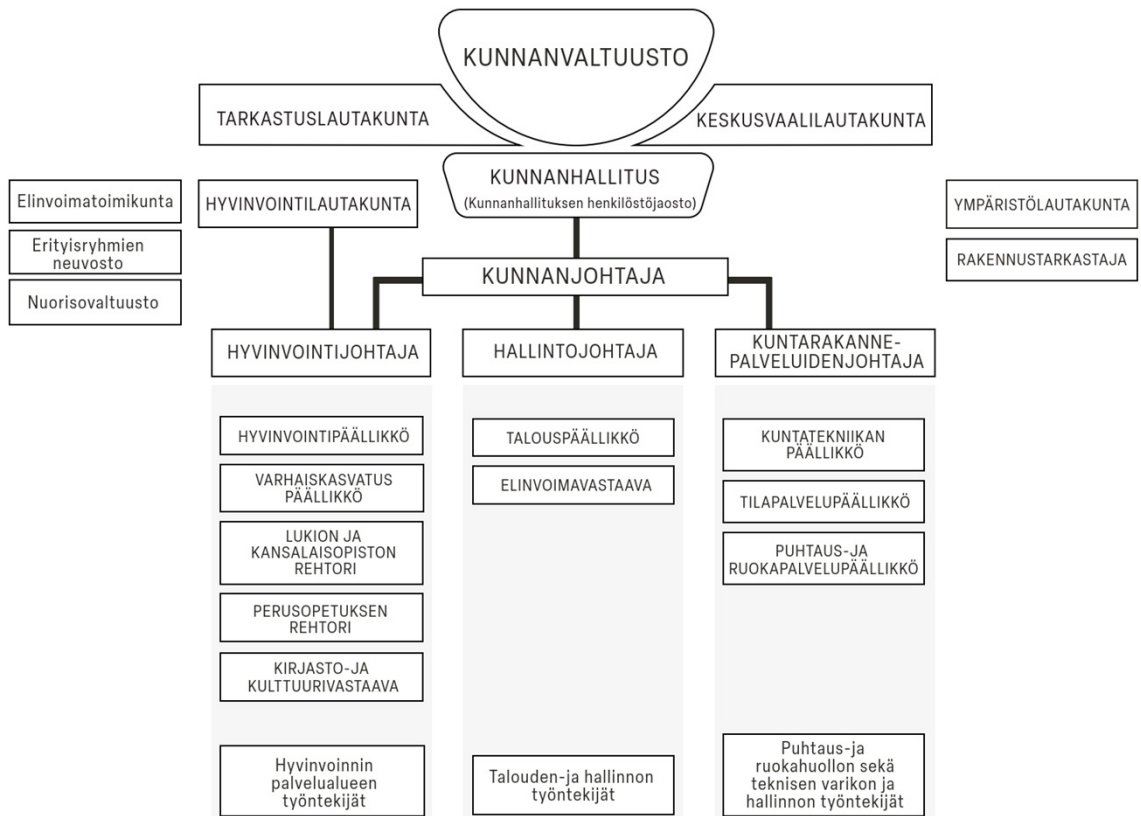 KUNNANVALTUUSTO
TARKASTUSLAUTAKUNTA
KESKUSVAALILAUTAKUNTA
KUNNANHALLITUS
(Kunnanhallituksen henkilöstöjaosto)
Elinvoimatoimikunta
HYVINVOINTILAUTAKUNTA
YMPÄRISTÖLAUTAKUNTA
Erityisryhmien
neuvosto
RAKENNUSTARKASTAJA
KUNNANJOHTAJA
Nuorisovaltuusto
HYVINVOINTIJOHTAJA
HALLINTOJOHTAJA
KUNTARAKANNE-
PALVELUIDENJOHTAJA
HYVINVOINTIPÄÄLLIKKÖ
VARHAISKASVATUS
PÄÄLLIKKÖ
LUKION JA
KANSALAISOPISTON
REHTORI
PERUSOPETUKSEN
REHTORI
KIRJASTO-JA
KULTTUURIVASTAAVA
Hyvinvoinnin
palvelualueen
työntekijät
TALOUSPÄÄLLIKKÖ
ELINVOIMAVASTAAVA
Talouden-ja hallinnon
työntekijät
KUNTATEKNIIKAN
PÄÄLLIKKÖ
TILAPALVELUPÄÄLLIKKÖ
PUHTAUS-JA
RUOKAPALVELUPÄÄLLIKKÖ
Puhtaus-ja
ruokahuollon sekä
teknisen varikon ja
hallinnon työntekijät